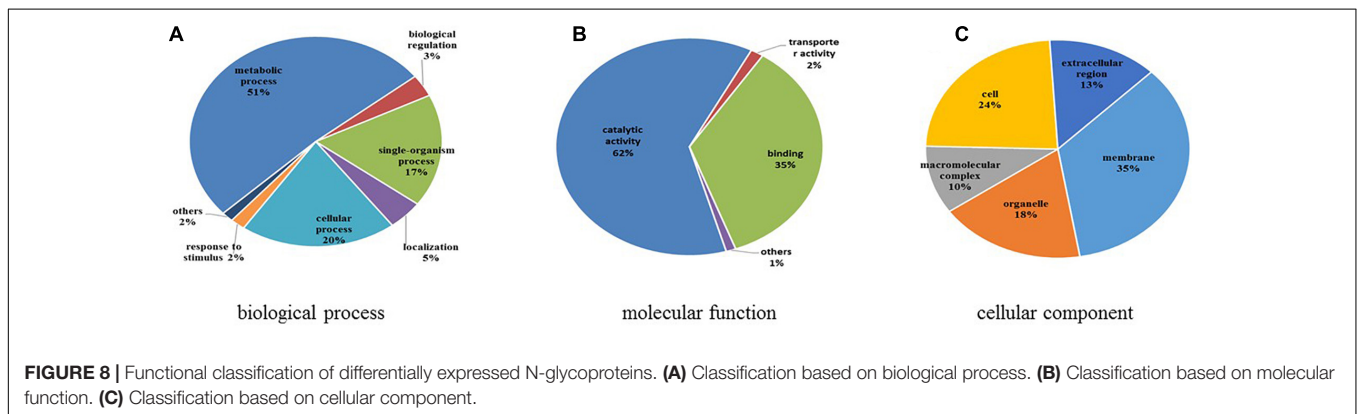 A
biological
regulation
3%
metabolic
process
51%
single-organism
process
17%
others
2%
cellular
process
20%
response to
stimulus 2%
localization
5%
biological process
B
transporte
r activity
2%
catalytic
activity
62%
binding
35%
others
1%
molecular function
C
extracellular
region
13%
cell
24%
membrane
35%
macromolecular
complex
10%
organelle
18%
cellular component
FIGURE 8 | Functional classification of differentially expressed N-glycoproteins. (A) Classification based on biological process. (B) Classification based on molecular
function. (C) Classification based on cellular component.